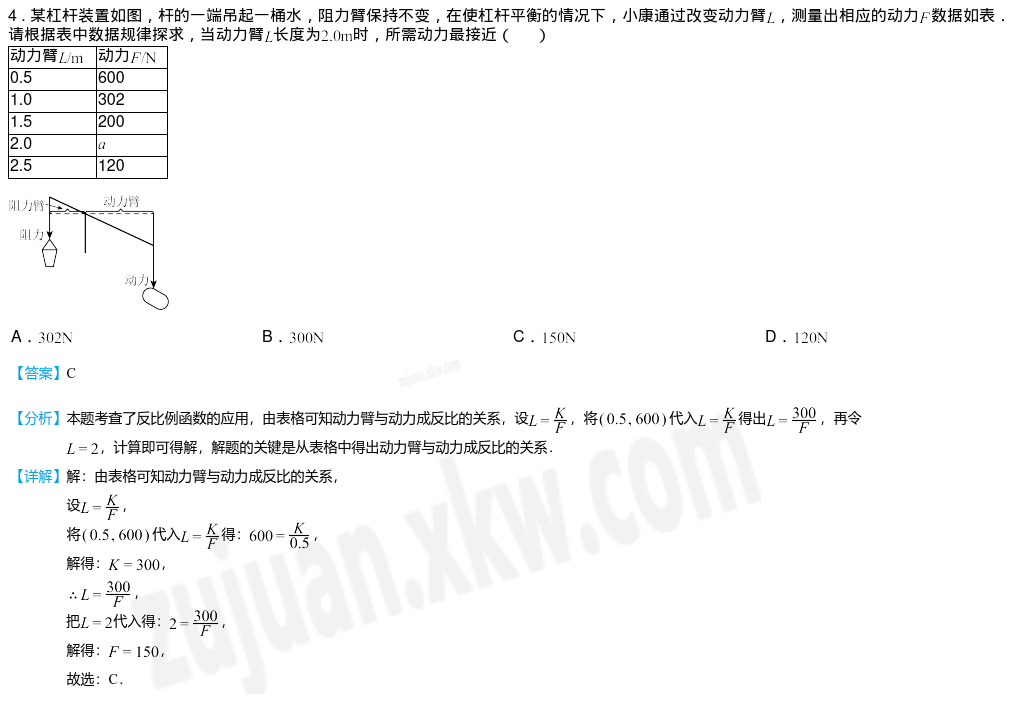 4．某杠杆装置如图，杆的一端吊起一桶水，阻力臂保持不变，在使杠杆平衡的情况下，小康通过改变动力臂L，测量出相应的动力F数据如表．
请根据表中数据规律探求，当动力臂L长度为2.0m时，所需动力最接近（　　）
动力臂L/m 动力F/N
0.5 600
1.0 302
1.5 200
2.0 a
2.5 120
阻力臂 动力臂
阻力
动力
A．302N B．300N C．150N D．120N
【答案】C
【分析】本题考查了反比例函数的应用，由表格可知动力臂与动力成反比的关系，设L=K/F，将(0.5,600)代入L=K/F得出L=300/F，再令
L=2，计算即可得解，解题的关键是从表格中得出动力臂与动力成反比的关系．
【详解】解：由表格可知动力臂与动力成反比的关系，
设L=K/F，
将(0.5,600)代入L=K/F得：600=K/0.5，
解得：K=300，
∴L=300/F，
把L=2代入得：2=300/F，
解得：F=150，
故选：C．
zujuan.xkw.com
zujuan.xkw.com